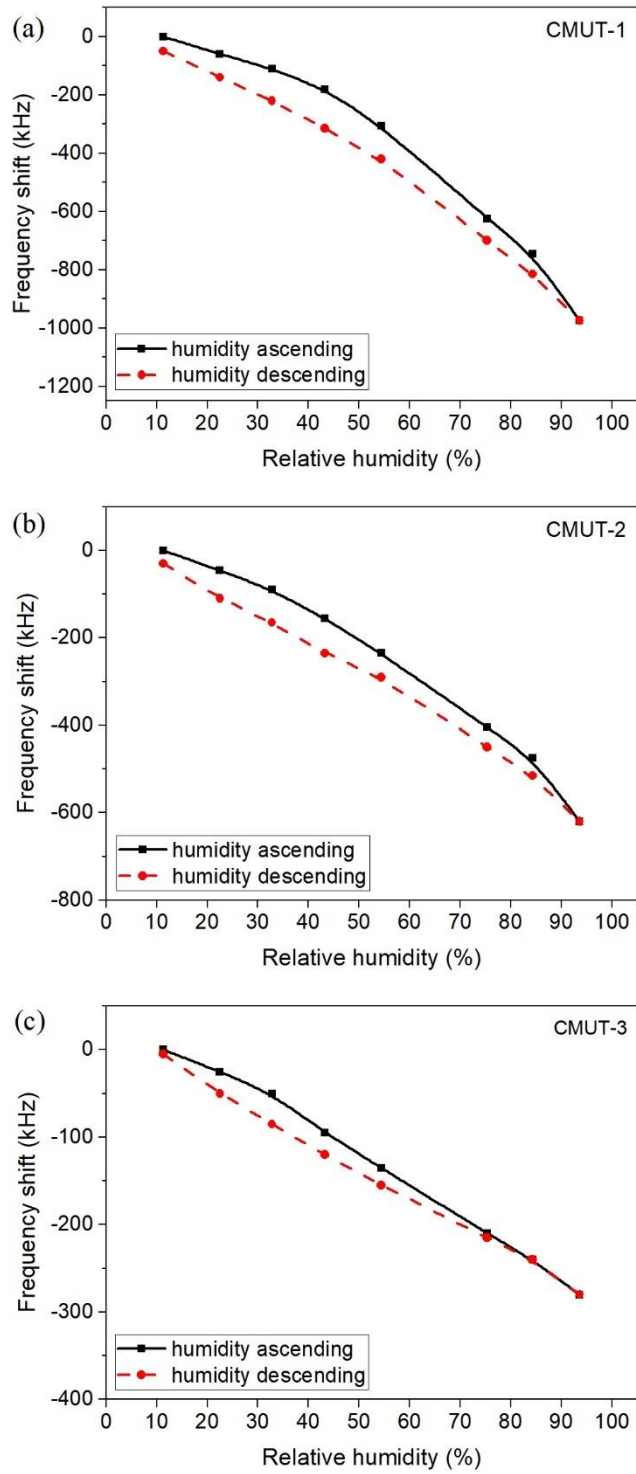 (a)
CMUT-1
0
-200
-400
-600
-800
-1000
-1200
Frequency shift (kHz)
humidity ascending
humidity descending
0 10 20 30 40 50 60 70 80 90 100
Relative humidity (%)
(b)
CMUT-2
0
-200
-400
-600
-800
Frequency shift (kHz)
humidity ascending
humidity descending
0 10 20 30 40 50 60 70 80 90 100
Relative humidity (%)
(c)
CMUT-3
0
-100
-200
-300
-400
Frequency shift (kHz)
humidity ascending
humidity descending
0 10 20 30 40 50 60 70 80 90 100
Relative humidity (%)